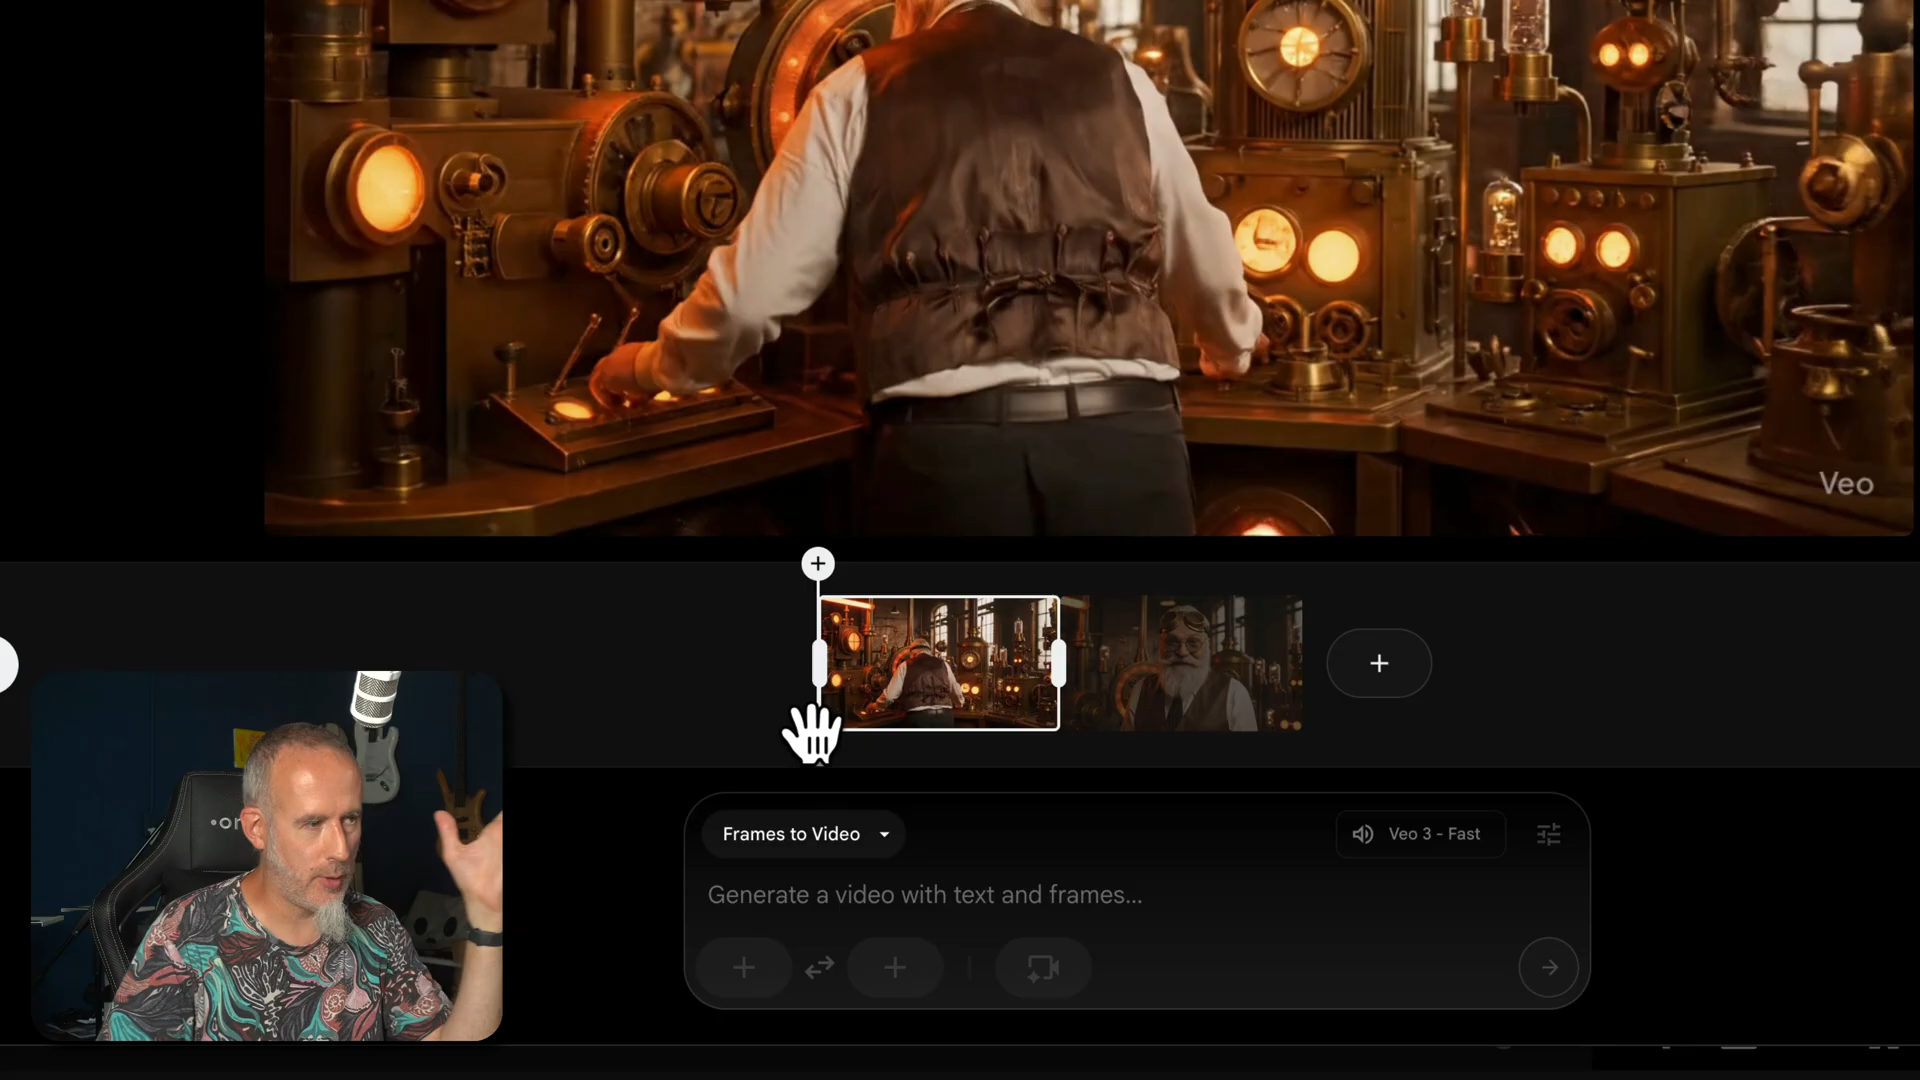 Veo
Frames to Video
Veo 3 - Fast
Generate a video with text and frames...